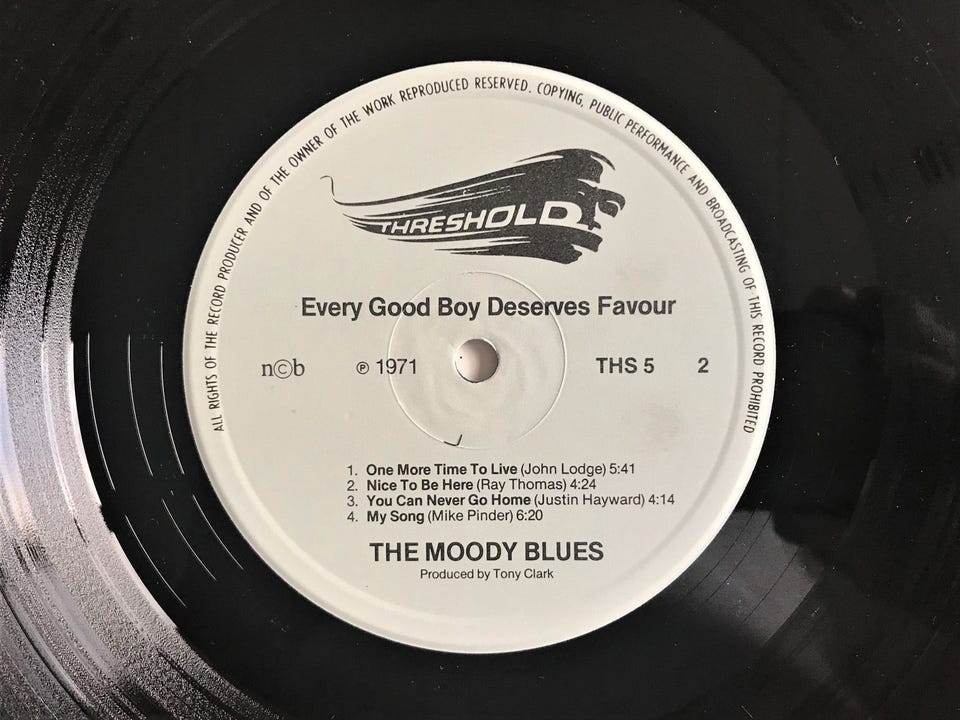 ALL RIGHTS OF THE RECORD PRODUCER AND OF THE OWNER OF THE WORK REPRODUCED RESERVED. COPYING, PUBLIC PERFORMANCE AND BROADCASTING OF THIS RECORD PROHIBITED
THRESHOLD
Every Good Boy Deserves Favour
n©b ℗ 1971 THS 5 2
1. One More Time To Live (John Lodge) 5:41
2. Nice To Be Here (Ray Thomas) 4:24
3. You Can Never Go Home (Justin Hayward) 4:14
4. My Song (Mike Pinder) 6:20
THE MOODY BLUES
Produced by Tony Clark